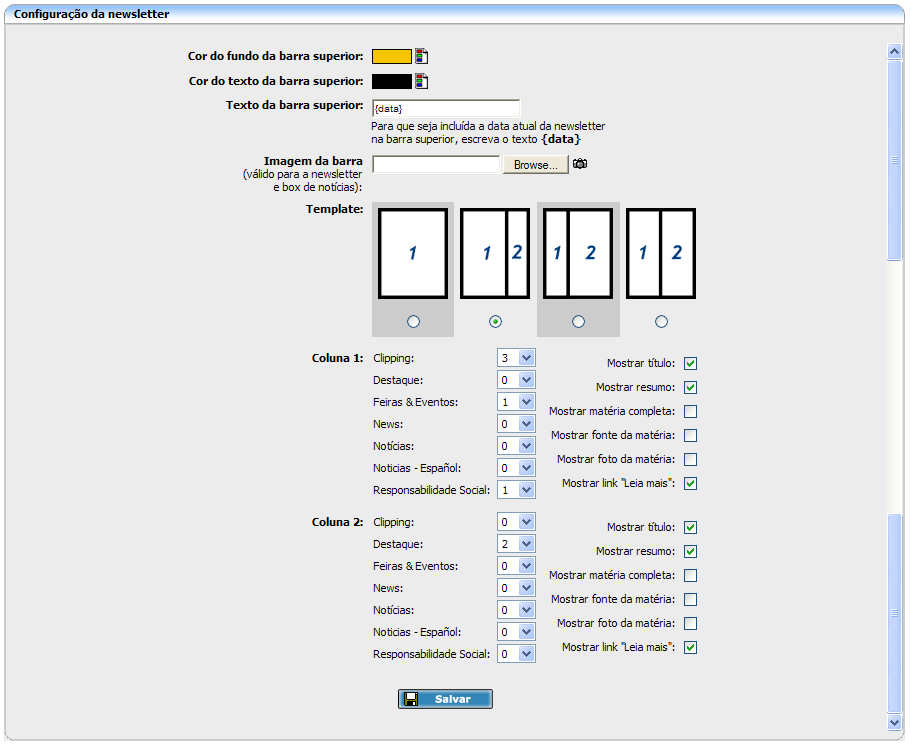 Configuração da newsletter
Cor do fundo da barra superior:
Cor do texto da barra superior:
Texto da barra superior: {data}
Para que seja incluída a data atual da newsletter
na barra superior, escreva o texto {data}
Imagem da barra Browse...
(válido para a newsletter
e box de notícias):
Template:
1 1 2 1 2 1 2
Coluna 1: Clipping: 3
Destaque: 0
Feiras & Eventos: 1
News: 0
Notícias: 0
Noticias - Español: 0
Responsabilidade Social: 1
Mostrar título:
Mostrar resumo:
Mostrar matéria completa:
Mostrar fonte da matéria:
Mostrar foto da matéria:
Mostrar link "Leia mais":
Coluna 2: Clipping: 0
Destaque: 2
Feiras & Eventos: 0
News: 0
Notícias: 0
Noticias - Español: 0
Responsabilidade Social: 0
Mostrar título:
Mostrar resumo:
Mostrar matéria completa:
Mostrar fonte da matéria:
Mostrar foto da matéria:
Mostrar link "Leia mais":
Salvar